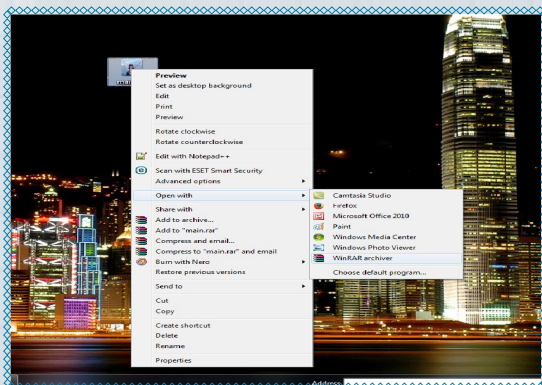 Preview
Set as desktop background
Edit
Print
Preview
Rotate clockwise
Rotate counterclockwise
Edit with Notepad++
Scan with ESET Smart Security
Advanced options
Open with
Share with
Add to archive...
Add to "main.rar"
Compress and email...
Compress to "main.rar" and email
Burn with Nero
Restore previous versions
Send to
Cut
Copy
Create shortcut
Delete
Rename
Properties
Camtasia Studio
Firefox
Microsoft Office 2010
Paint
Windows Media Center
Windows Photo Viewer
WinRAR archiver
Choose default program...
Address